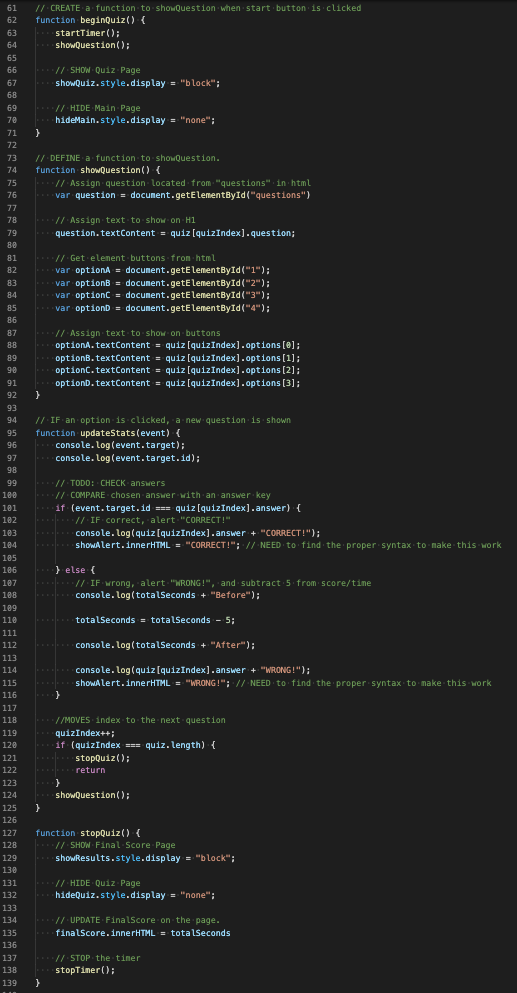 61 // CREATE a function to showQuestion when start button is clicked
62 function beginQuiz() {
63     startTimer();
64     showQuestion();
65
66     // SHOW Quiz Page
67     showQuiz.style.display = "block";
68
69     // HIDE Main Page
70     hideMain.style.display = "none";
71 }
72
73 // DEFINE a function to showQuestion.
74 function showQuestion() {
75     // Assign question located from "questions" in html
76     var question = document.getElementById("questions")
77
78     // Assign text to show on H1
79     question.textContent = quiz[quizIndex].question;
80
81     // Get element buttons from html
82     var optionA = document.getElementById("1");
83     var optionB = document.getElementById("2");
84     var optionC = document.getElementById("3");
85     var optionD = document.getElementById("4");
86
87     // Assign text to show on buttons
88     optionA.textContent = quiz[quizIndex].options[0];
89     optionB.textContent = quiz[quizIndex].options[1];
90     optionC.textContent = quiz[quizIndex].options[2];
91     optionD.textContent = quiz[quizIndex].options[3];
92 }
93
94 // IF an option is clicked, a new question is shown
95 function updateStats(event) {
96     console.log(event.target);
97     console.log(event.target.id);
98
99     // TODO: CHECK answers
100     // COMPARE chosen answer with an answer key
101     if (event.target.id === quiz[quizIndex].answer) {
102         // IF correct, alert "CORRECT!"
103         console.log(quiz[quizIndex].answer + "CORRECT!");
104         showAlert.innerHTML = "CORRECT!"; // NEED to find the proper syntax to make this work
105
106     } else {
107         // IF wrong, alert "WRONG!", and subtract 5 from score/time
108         console.log(totalSeconds + "Before");
109
110         totalSeconds = totalSeconds - 5;
111
112         console.log(totalSeconds + "After");
113
114         console.log(quiz[quizIndex].answer + "WRONG!");
115         showAlert.innerHTML = "WRONG!"; // NEED to find the proper syntax to make this work
116     }
117
118     //MOVES index to the next question
119     quizIndex++;
120     if (quizIndex === quiz.length) {
121         stopQuiz();
122         return
123     }
124     showQuestion();
125 }
126
127 function stopQuiz() {
128     // SHOW Final Score Page
129     showResults.style.display = "block";
130
131     // HIDE Quiz Page
132     hideQuiz.style.display = "none";
133
134     // UPDATE FinalScore on the page.
135     finalScore.innerHTML = totalSeconds
136
137     // STOP the timer
138     stopTimer();
139 }